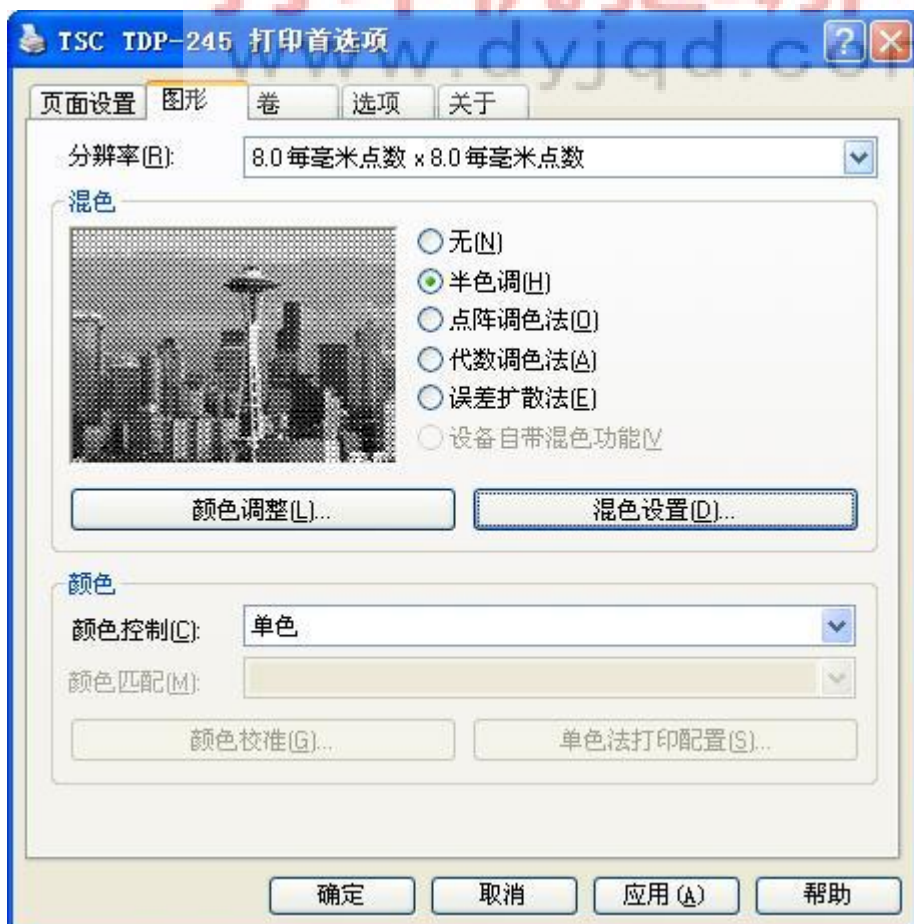 www.dyjqd.com
TSC TDP-245 打印首选项
页面设置 图形 卷 选项 关于
分辨率(R): 8.0 每毫米点数 x 8.0 每毫米点数
混色
无(N)
半色调(H)
点阵调色法(O)
代数调色法(A)
误差扩散法(E)
设备自带混色功能(V
颜色调整(L)... 混色设置(D)...
颜色
颜色控制(C): 单色
颜色匹配(M):
颜色校准(G)... 单色法打印配置(S)...
确定 取消 应用(A) 帮助